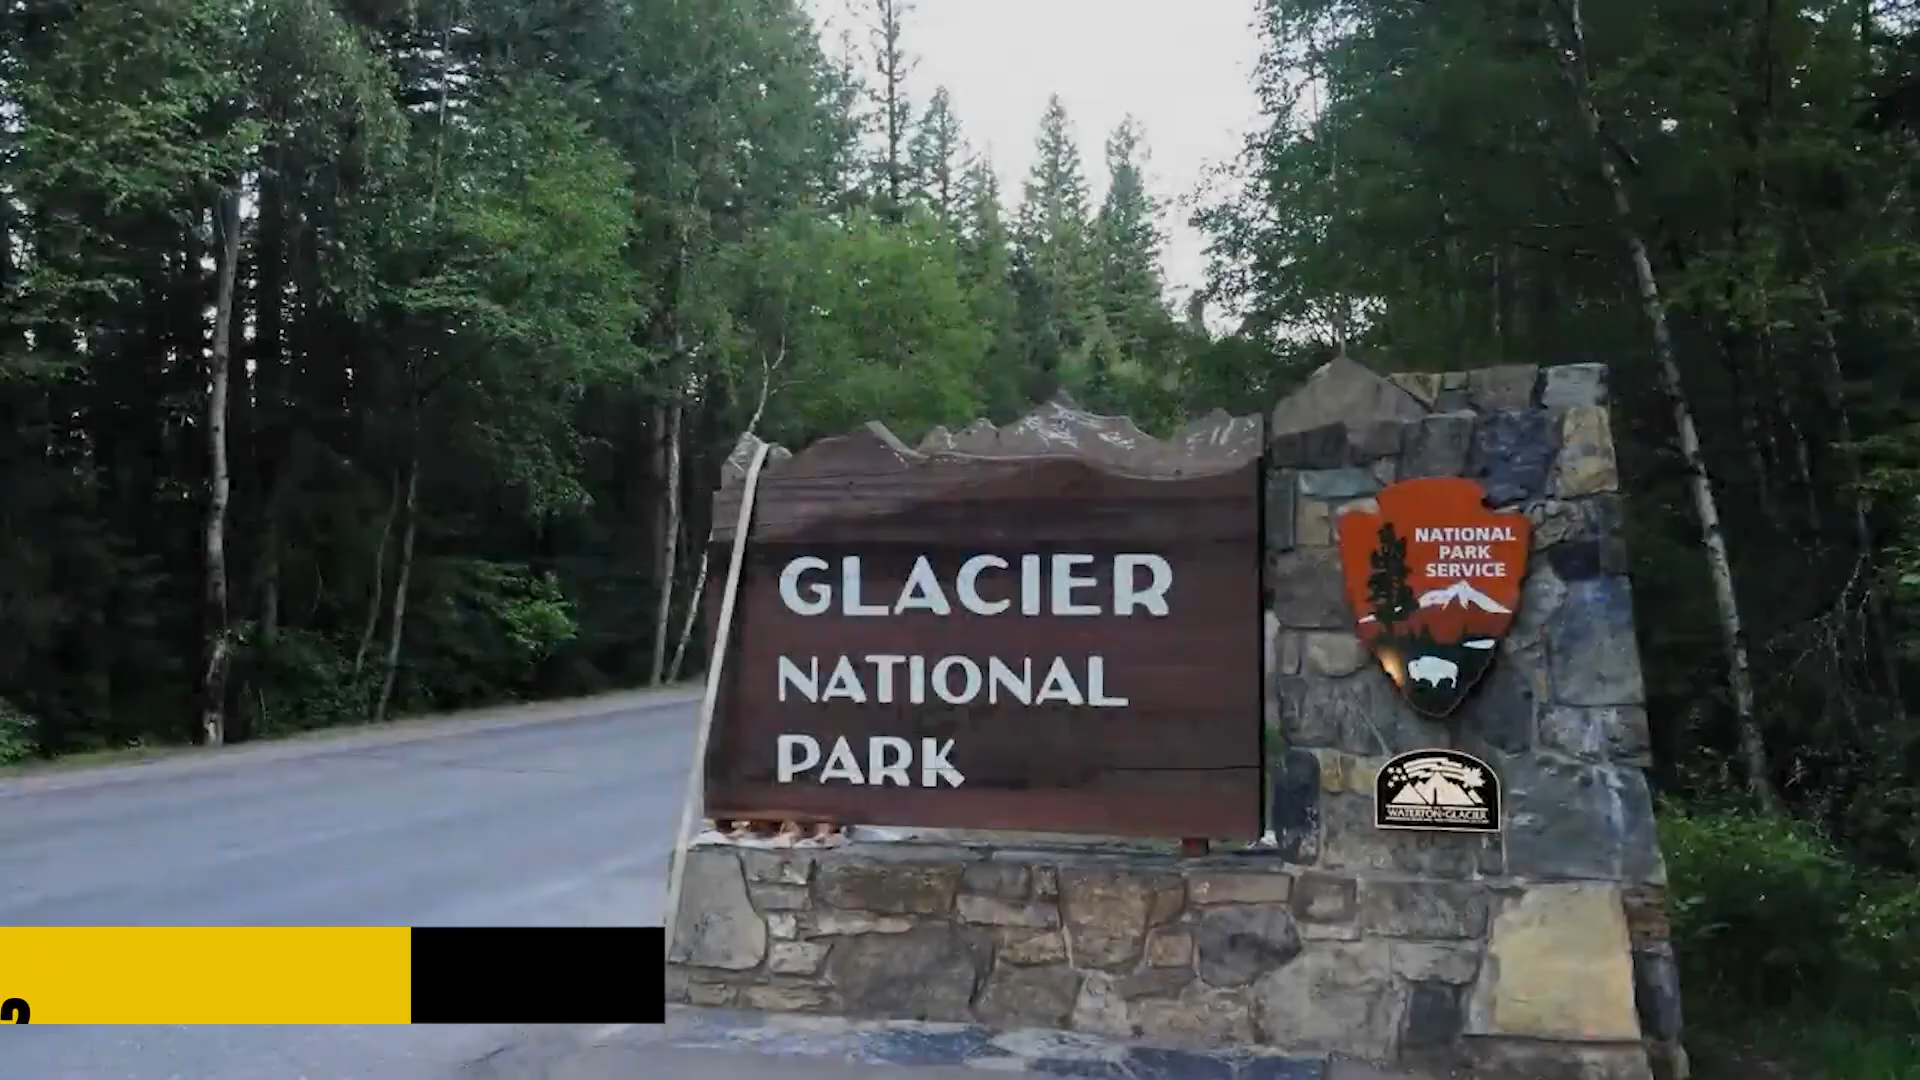 GLACIER
NATIONAL
PARK
NATIONAL
PARK
SERVICE
WATERTON-GLACIER